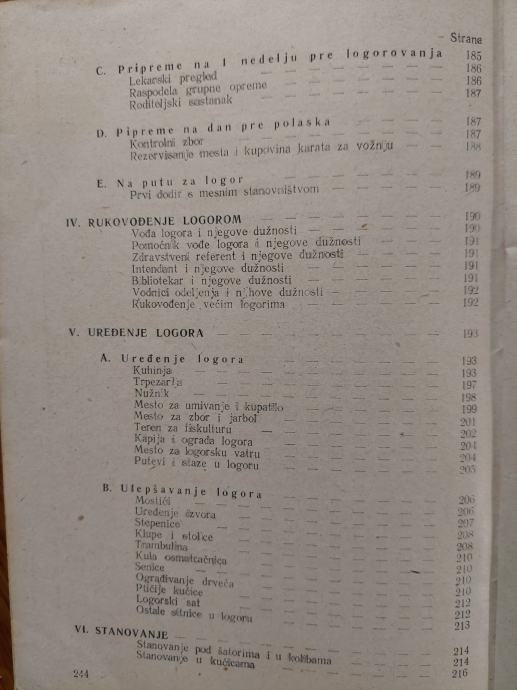 Strane
C. Pripreme na 1 nedelju pre logorovanja 185
Lekarski pregled 186
Raspodela grupne opreme 186
Roditeljski sastanak 187
D. Pipreme na dan pre polaska 187
Kontrolni zbor 187
Rezervisanje mesta i kupovina karata za vožnju 188
E. Na putu za logor 189
Prvi dodir s mesnim stanovništvom 189
IV. RUKOVOĐENJE LOGOROM 190
Vođa logora i njegove dužnosti 190
Pomoćnik vođe logora i njegove dužnosti 191
Zdravstveni referent i njegove dužnosti 191
Intendant i njegove dužnosti 191
Bibliotekar i njegove dužnosti 191
Vodnici odeljenja i njihove dužnosti 192
Rukovođenje većim logorima 192
V. UREĐENJE LOGORA 193
A. Uređenje logora 193
Kuhinja 193
Trpezarija 197
Nužnik 198
Mesto za umivanje i kupatilo 199
Mesto za zbor i jarbol 201
Teren za fiskulturu 202
Kapija i ograda logora 204
Mesto za logorsku vatru 204
Putevi i staze u logoru 205
B. Ulepšavanje logora 206
Mostići 206
Uređenje izvora 207
Stepenice 208
Klupe i stolice 208
Trambulina 210
Kula osmatračnica 210
Senice 210
Ograđivanje drveća 210
Ptičije kućice 212
Logorski sat 212
Ostale sitnice u logoru 213
VI. STANOVANJE 214
Stanovanje pod šatorima i u kolibama 214
Stanovanje u kućicama 216
244